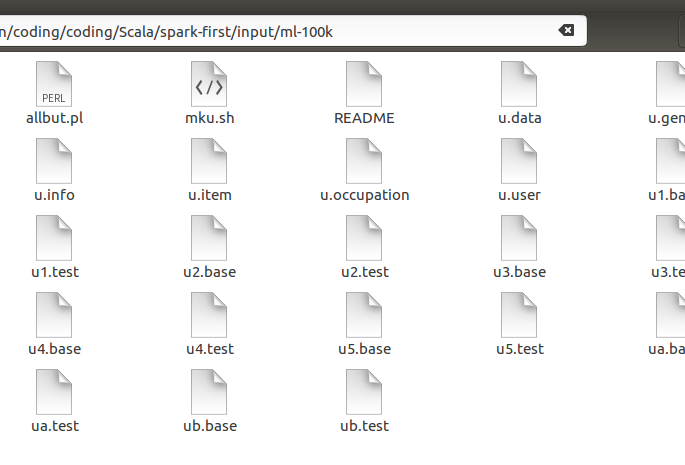 n/coding/coding/Scala/spark-first/input/ml-100k
PERL
</>
allbut.pl mku.sh README u.data u.gen
u.info u.item u.occupation u.user u1.ba
u1.test u2.base u2.test u3.base u3.te
u4.base u4.test u5.base u5.test ua.ba
ua.test ub.base ub.test